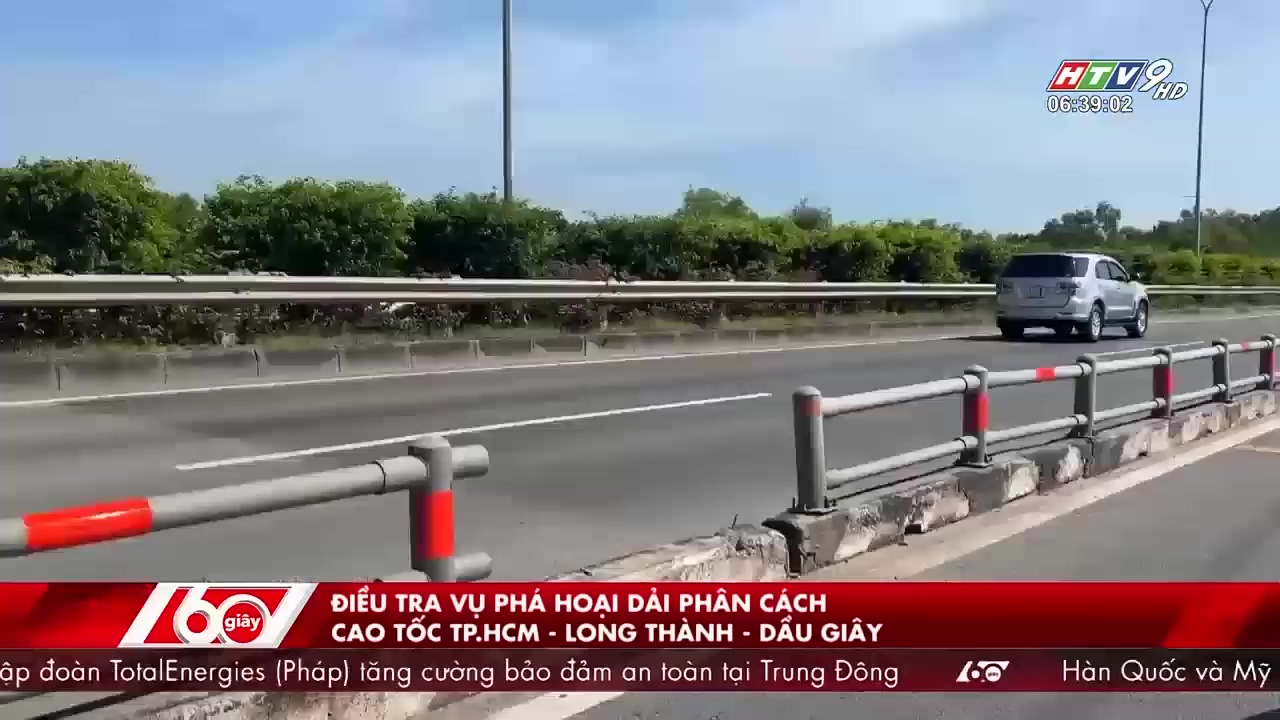 HTV9 HD
06:39:02
60 giây
ĐIỀU TRA VỤ PHÁ HOẠI DẢI PHÂN CÁCH
CAO TỐC TP.HCM - LONG THÀNH - DẦU GIÂY
ập đoàn TotalEnergies (Pháp) tăng cường bảo đảm an toàn tại Trung Đông 60 giây Hàn Quốc và Mỹ